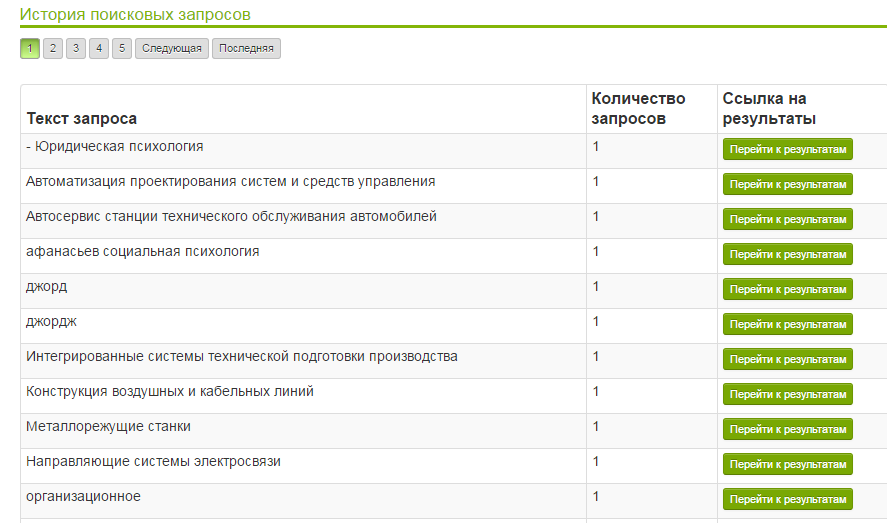 История поисковых запросов
1 2 3 4 5 Следующая Последняя
Текст запроса
Количество запросов
Ссылка на результаты
- Юридическая психология 1 Перейти к результатам
Автоматизация проектирования систем и средств управления 1 Перейти к результатам
Автосервис станции технического обслуживания автомобилей 1 Перейти к результатам
афанасьев социальная психология 1 Перейти к результатам
джорд 1 Перейти к результатам
джордж 1 Перейти к результатам
Интегрированные системы технической подготовки производства 1 Перейти к результатам
Конструкция воздушных и кабельных линий 1 Перейти к результатам
Металлорежущие станки 1 Перейти к результатам
Направляющие системы электросвязи 1 Перейти к результатам
организационное 1 Перейти к результатам